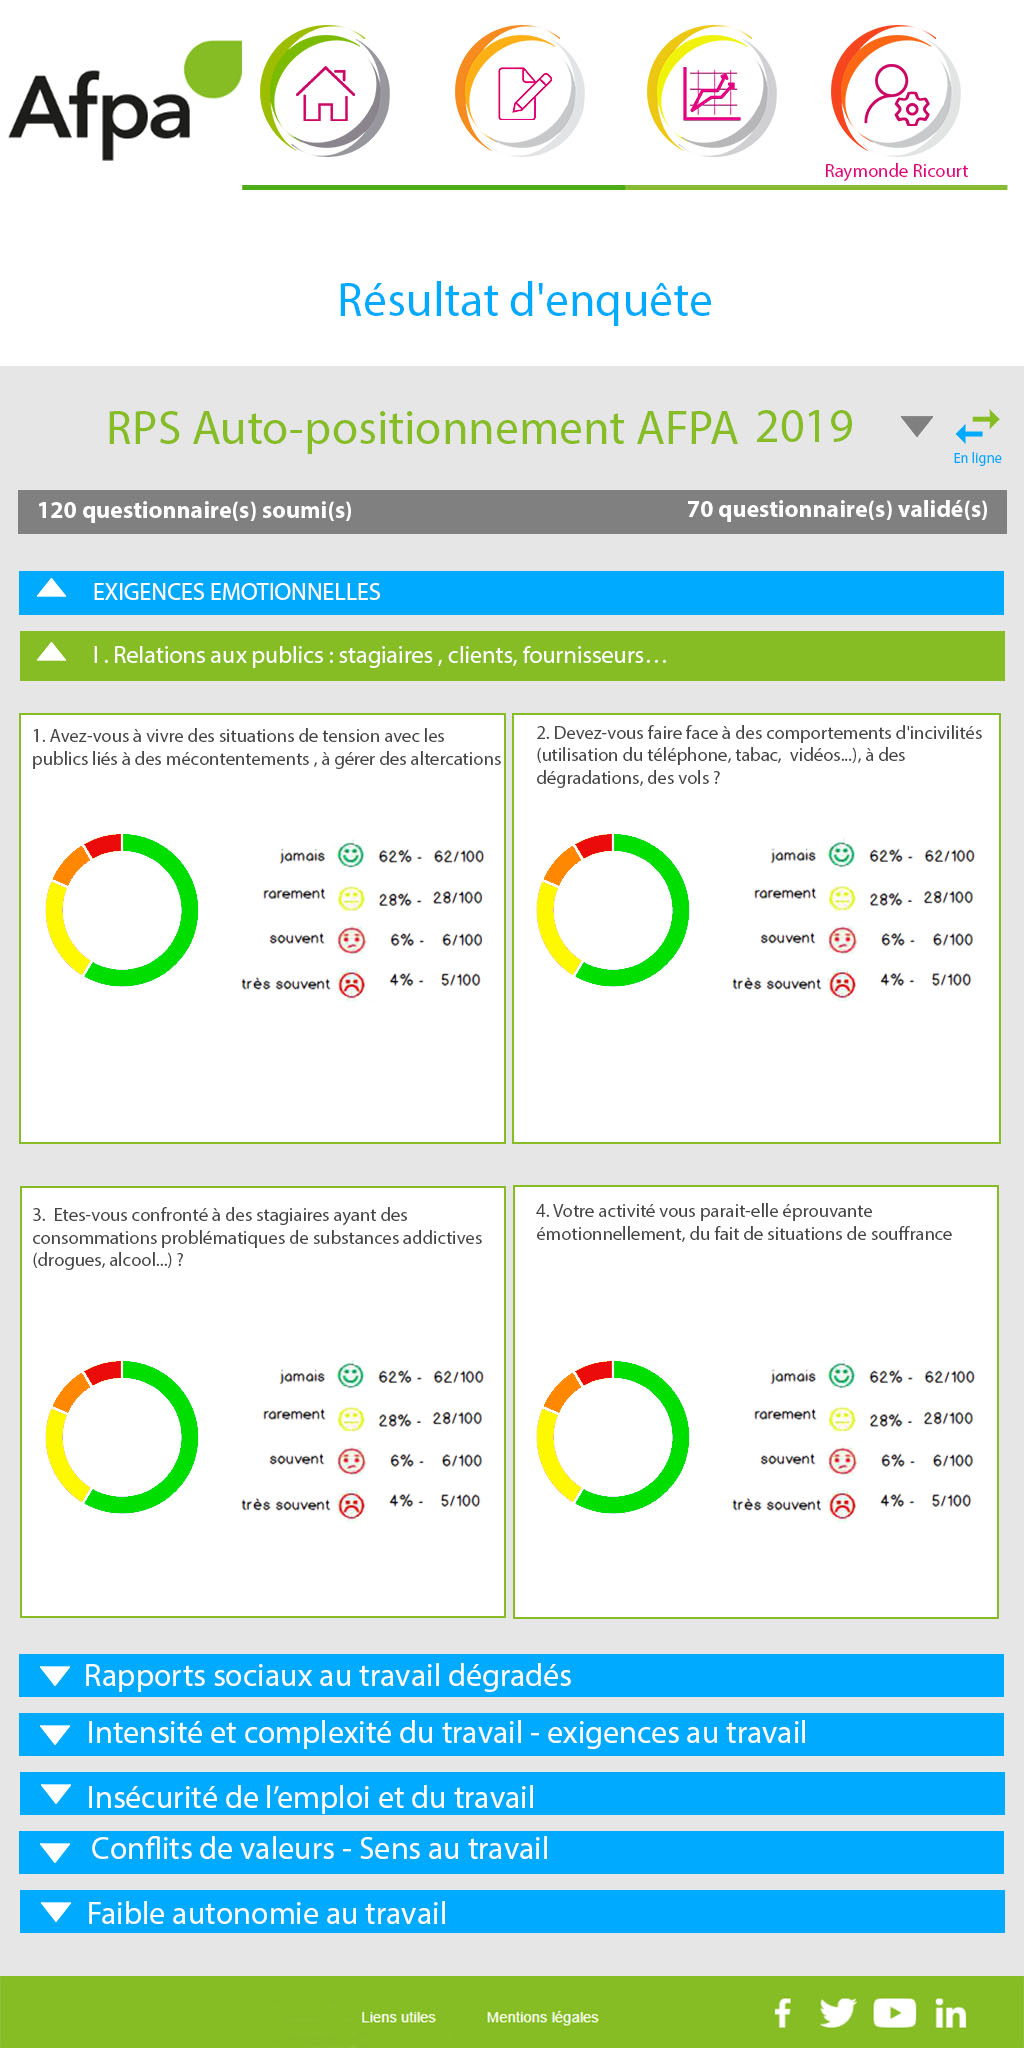 Afpa
Raymonde Ricourt
Résultat d'enquête
RPS Auto-positionnement AFPA 2019
En ligne
120 questionnaire(s) soumi(s)
70 questionnaire(s) validé(s)
EXIGENCES EMOTIONNELLES
I . Relations aux publics : stagiaires , clients, fournisseurs...
1. Avez-vous à vivre des situations de tension avec les
publics liés à des mécontentements , à gérer des altercations
jamais 62% - 62/100
rarement 28% - 28/100
souvent 6% - 6/100
très souvent 4% - 5/100
2. Devez-vous faire face à des comportements d'incivilités
(utilisation du téléphone, tabac, vidéos...), à des
dégradations, des vols ?
jamais 62% - 62/100
rarement 28% - 28/100
souvent 6% - 6/100
très souvent 4% - 5/100
3. Etes-vous confronté à des stagiaires ayant des
consommations problématiques de substances addictives
(drogues, alcool...) ?
jamais 62% - 62/100
rarement 28% - 28/100
souvent 6% - 6/100
très souvent 4% - 5/100
4. Votre activité vous parait-elle éprouvante
émotionnellement, du fait de situations de souffrance
jamais 62% - 62/100
rarement 28% - 28/100
souvent 6% - 6/100
très souvent 4% - 5/100
Rapports sociaux au travail dégradés
Intensité et complexité du travail - exigences au travail
Insécurité de l’emploi et du travail
Conflits de valeurs - Sens au travail
Faible autonomie au travail
Liens utiles
Mentions légales